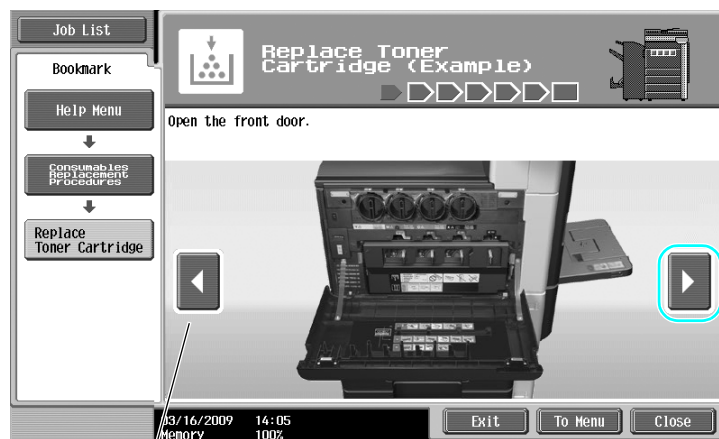 Job List
Bookmark
Help Menu
Consumables
Replacement
Procedures
Replace
Toner Cartridge
Replace Toner
Cartridge (Example)
Open the front door.
03/16/2009 14:05
Memory 100%
Exit
To Menu
Close